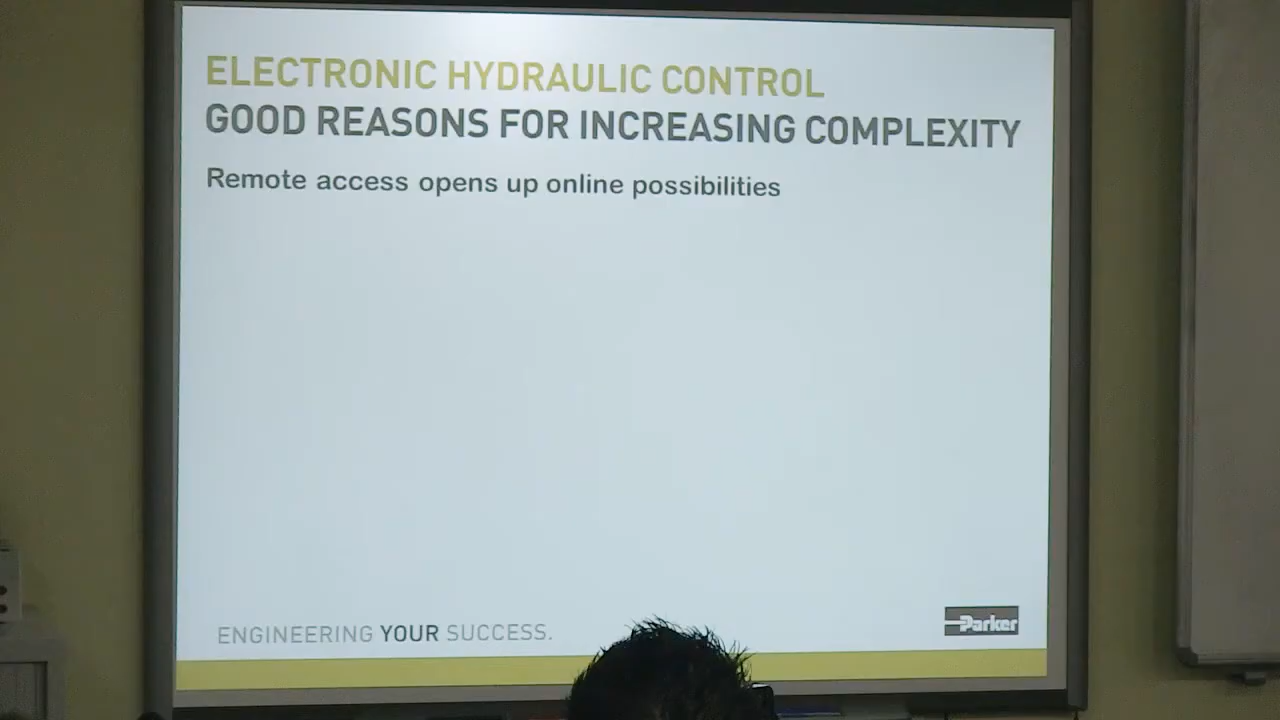 ELECTRONIC HYDRAULIC CONTROL
GOOD REASONS FOR INCREASING COMPLEXITY
Remote access opens up online possibilities
ENGINEERING YOUR SUCCESS.
Parker